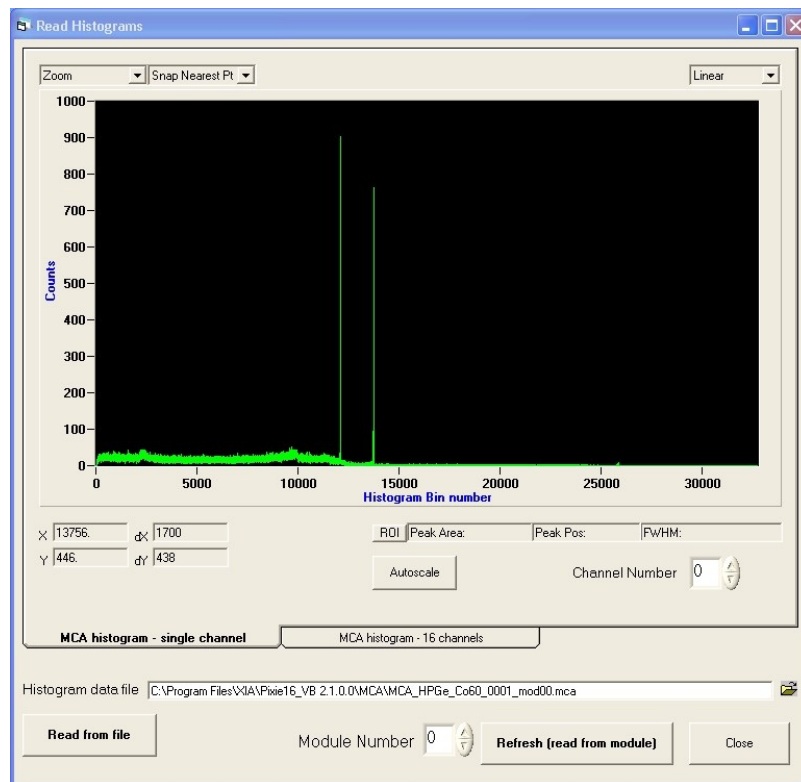 Read Histograms
Zoom Snap Nearest Pt Linear
1000
900
800
700
600
500
400
300
200
100
0
Counts
0 5000 10000 15000 20000 25000 30000
Histogram Bin number
X 13756. dX 1700
Y 446. dY 438
ROI Peak Area: Peak Pos: FWHM:
Autoscale Channel Number 0
MCA histogram - single channel MCA histogram - 16 channels
Histogram data file C:\Program Files\XIA\Pixie16_VB 2.1.0.0\MCA\MCA_HPGe_Co60_0001_mod00.mca
Read from file Module Number 0 Refresh (read from module) Close